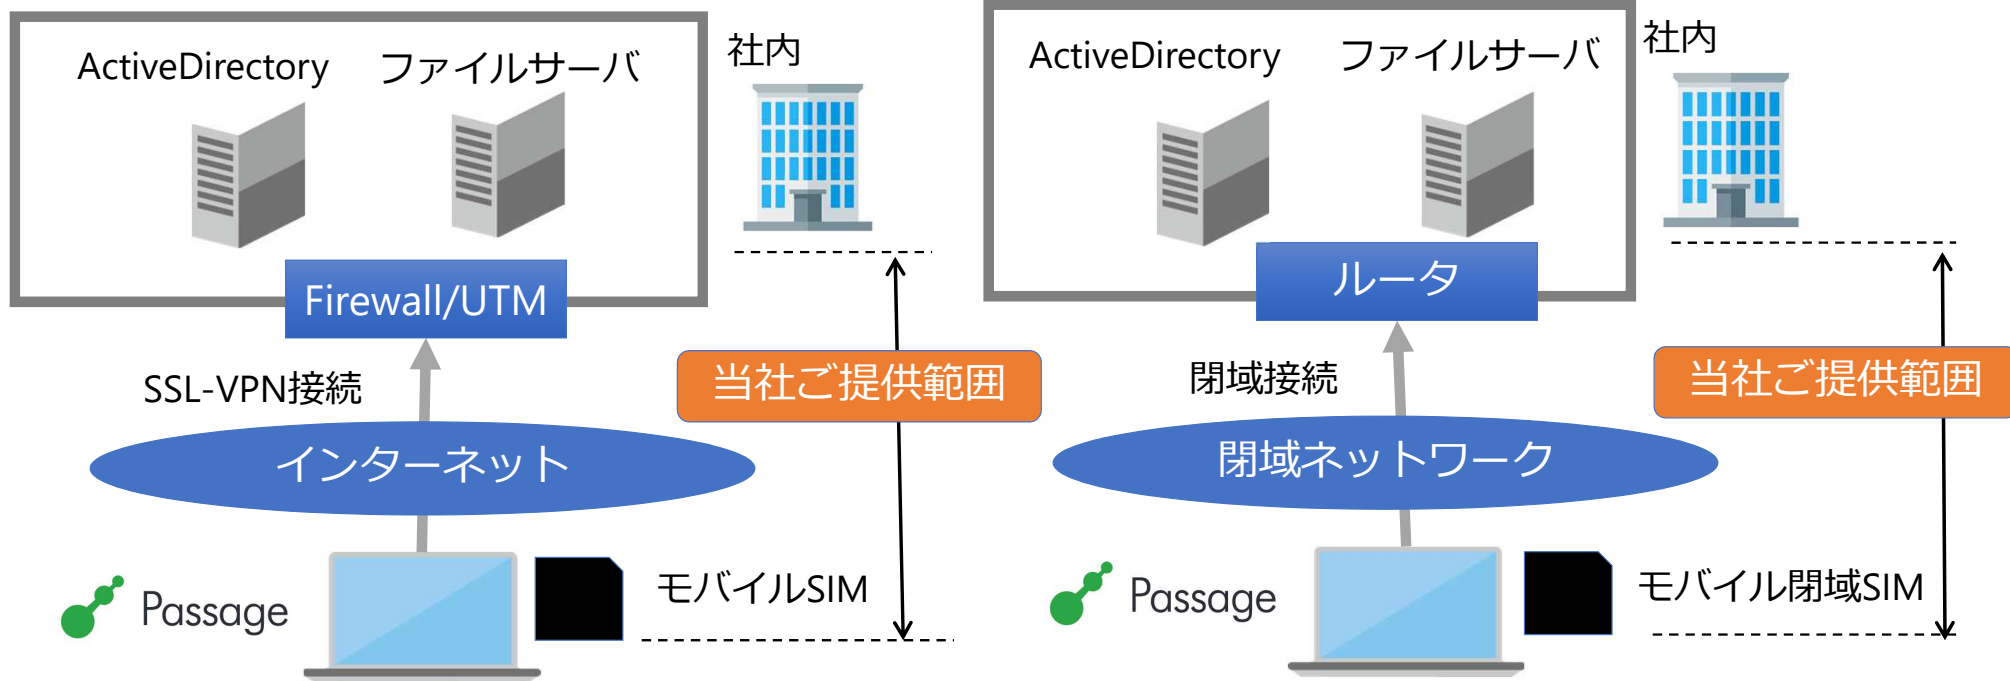 ActiveDirectory
ファイルサーバ
社内
Firewall/UTM
SSL-VPN接続
当社ご提供範囲
インターネット
Passage
モバイルSIM
ActiveDirectory
ファイルサーバ
社内
ルータ
閉域接続
当社ご提供範囲
閉域ネットワーク
Passage
モバイル閉域SIM